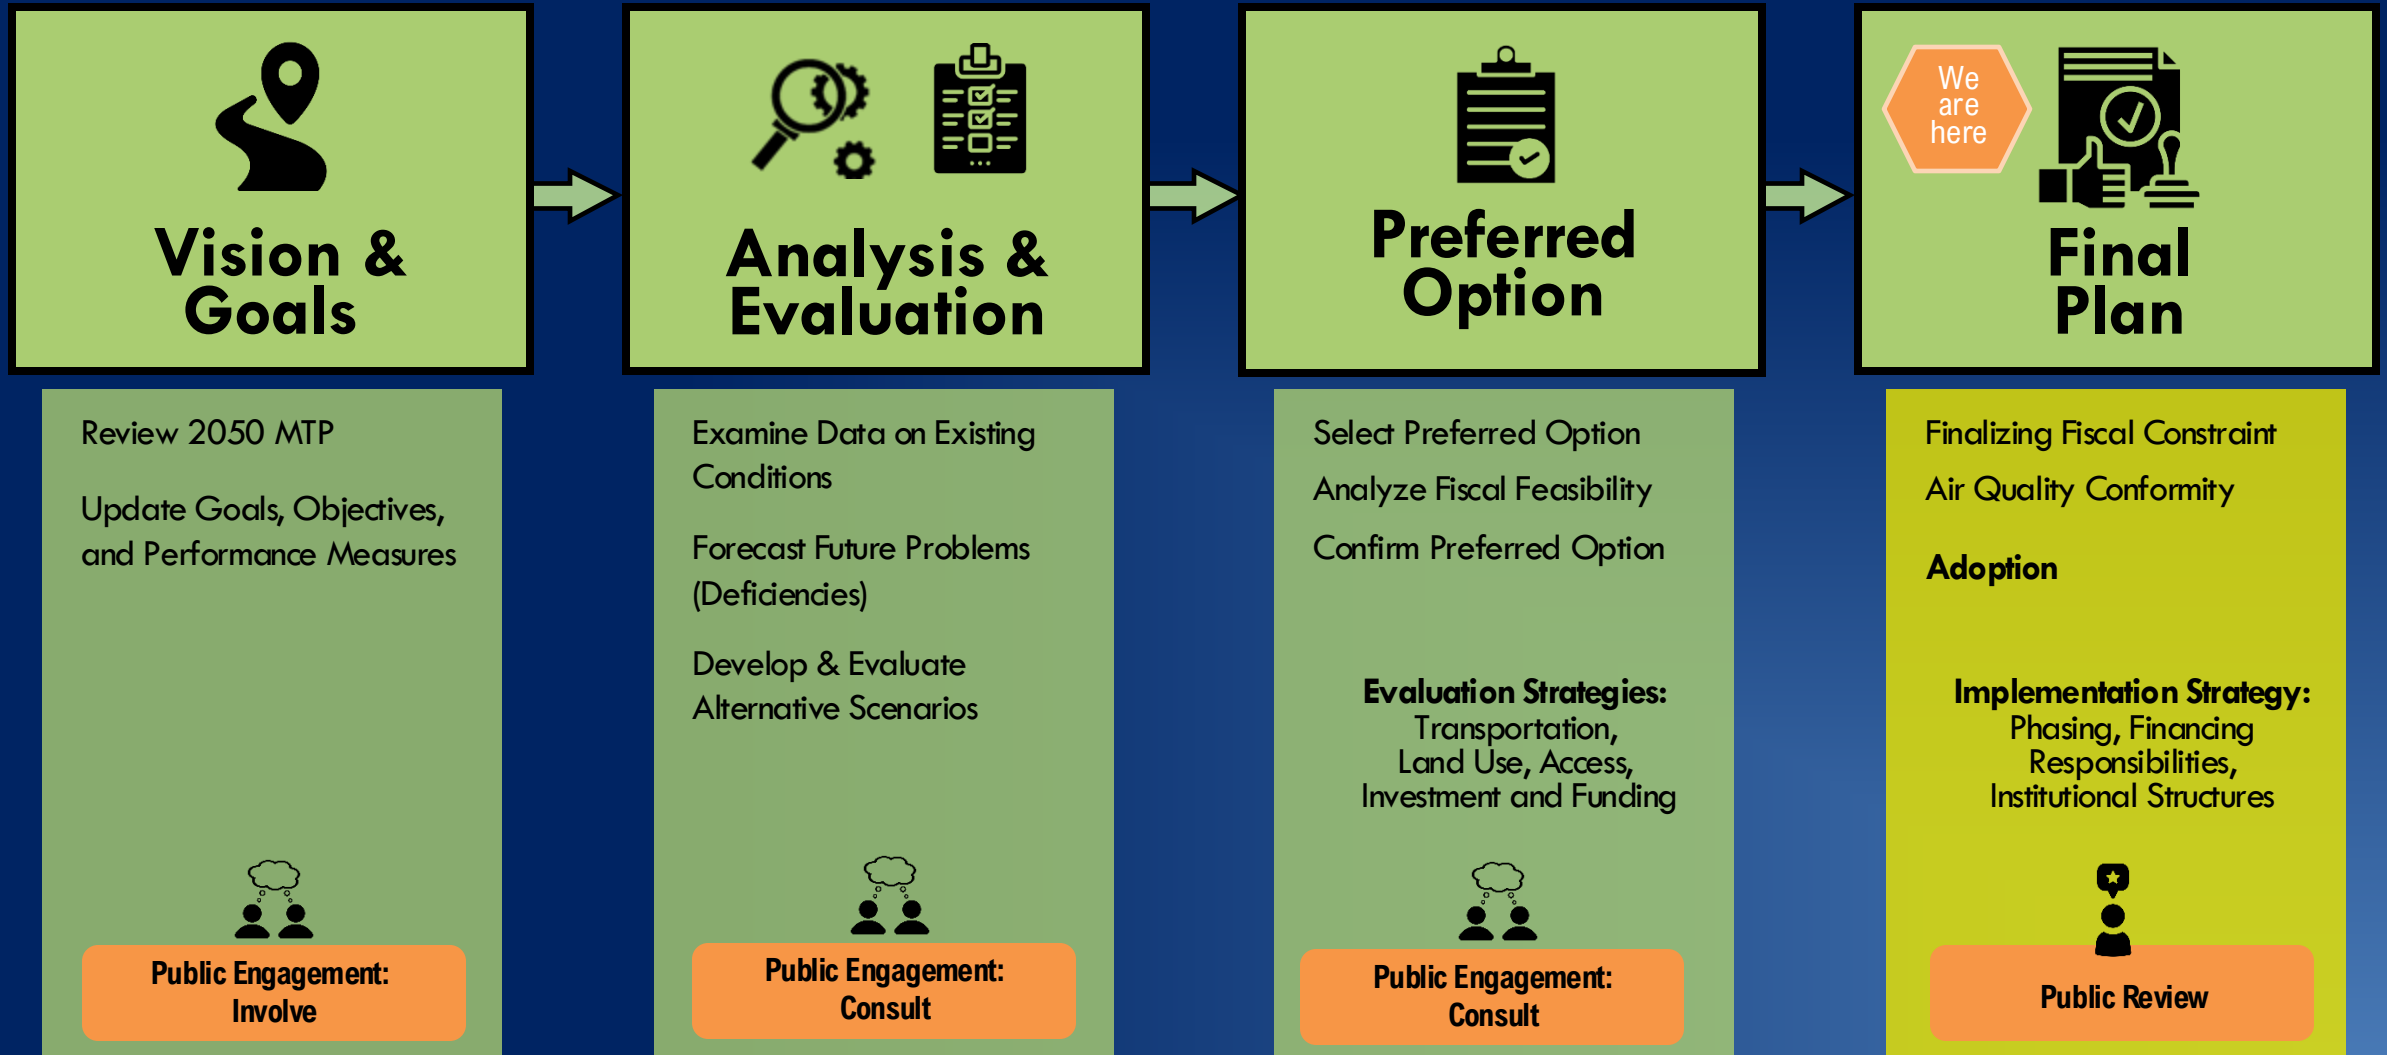 Vision &
Goals
Review 2050 MTP
Update Goals, Objectives,
and Performance Measures
Public Engagement:
Involve
Analysis &
Evaluation
Examine Data on Existing
Conditions
Forecast Future Problems
(Deficiencies)
Develop & Evaluate
Alternative Scenarios
Public Engagement:
Consult
Preferred
Option
Select Preferred Option
Analyze Fiscal Feasibility
Confirm Preferred Option
Evaluation Strategies:
Transportation,
Land Use, Access,
Investment and Funding
Public Engagement:
Consult
We
are
here
Final
Plan
Finalizing Fiscal Constraint
Air Quality Conformity
Adoption
Implementation Strategy:
Phasing, Financing
Responsibilities,
Institutional Structures
Public Review